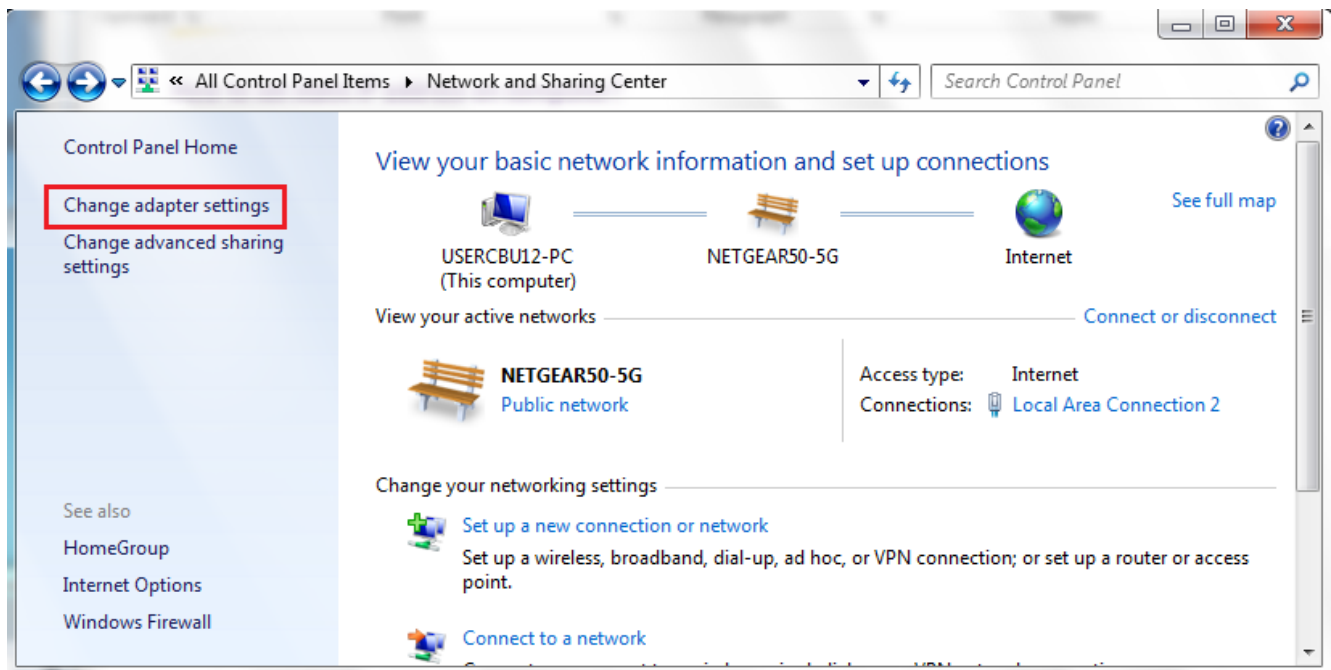 « All Control Panel Items ▸ Network and Sharing Center
Search Control Panel
Control Panel Home
Change adapter settings
Change advanced sharing
settings
See also
HomeGroup
Internet Options
Windows Firewall
View your basic network information and set up connections
See full map
USERCBU12-PC
(This computer)
NETGEAR50-5G
Internet
View your active networks
Connect or disconnect
NETGEAR50-5G
Public network
Access type: Internet
Connections: Local Area Connection 2
Change your networking settings
Set up a new connection or network
Set up a wireless, broadband, dial-up, ad hoc, or VPN connection; or set up a router or access
point.
Connect to a network